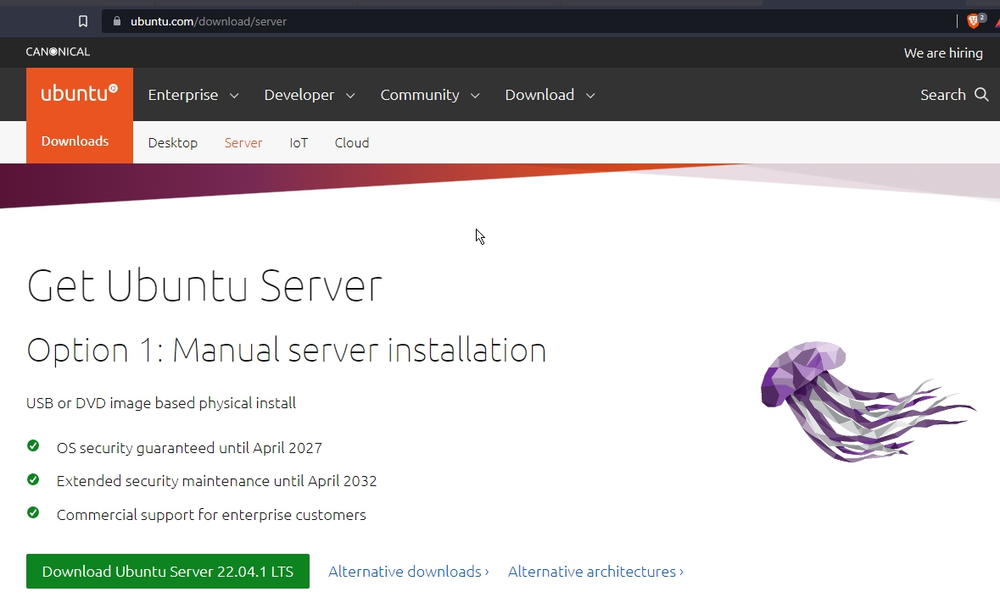 ubuntu.com/download/server
2
CANONICAL
We are hiring
ubuntu
Enterprise Developer Community Download Search
Downloads Desktop Server IoT Cloud
Get Ubuntu Server
Option 1: Manual server installation
USB or DVD image based physical install
OS security guaranteed until April 2027
Extended security maintenance until April 2032
Commercial support for enterprise customers
Download Ubuntu Server 22.04.1 LTS Alternative downloads › Alternative architectures ›